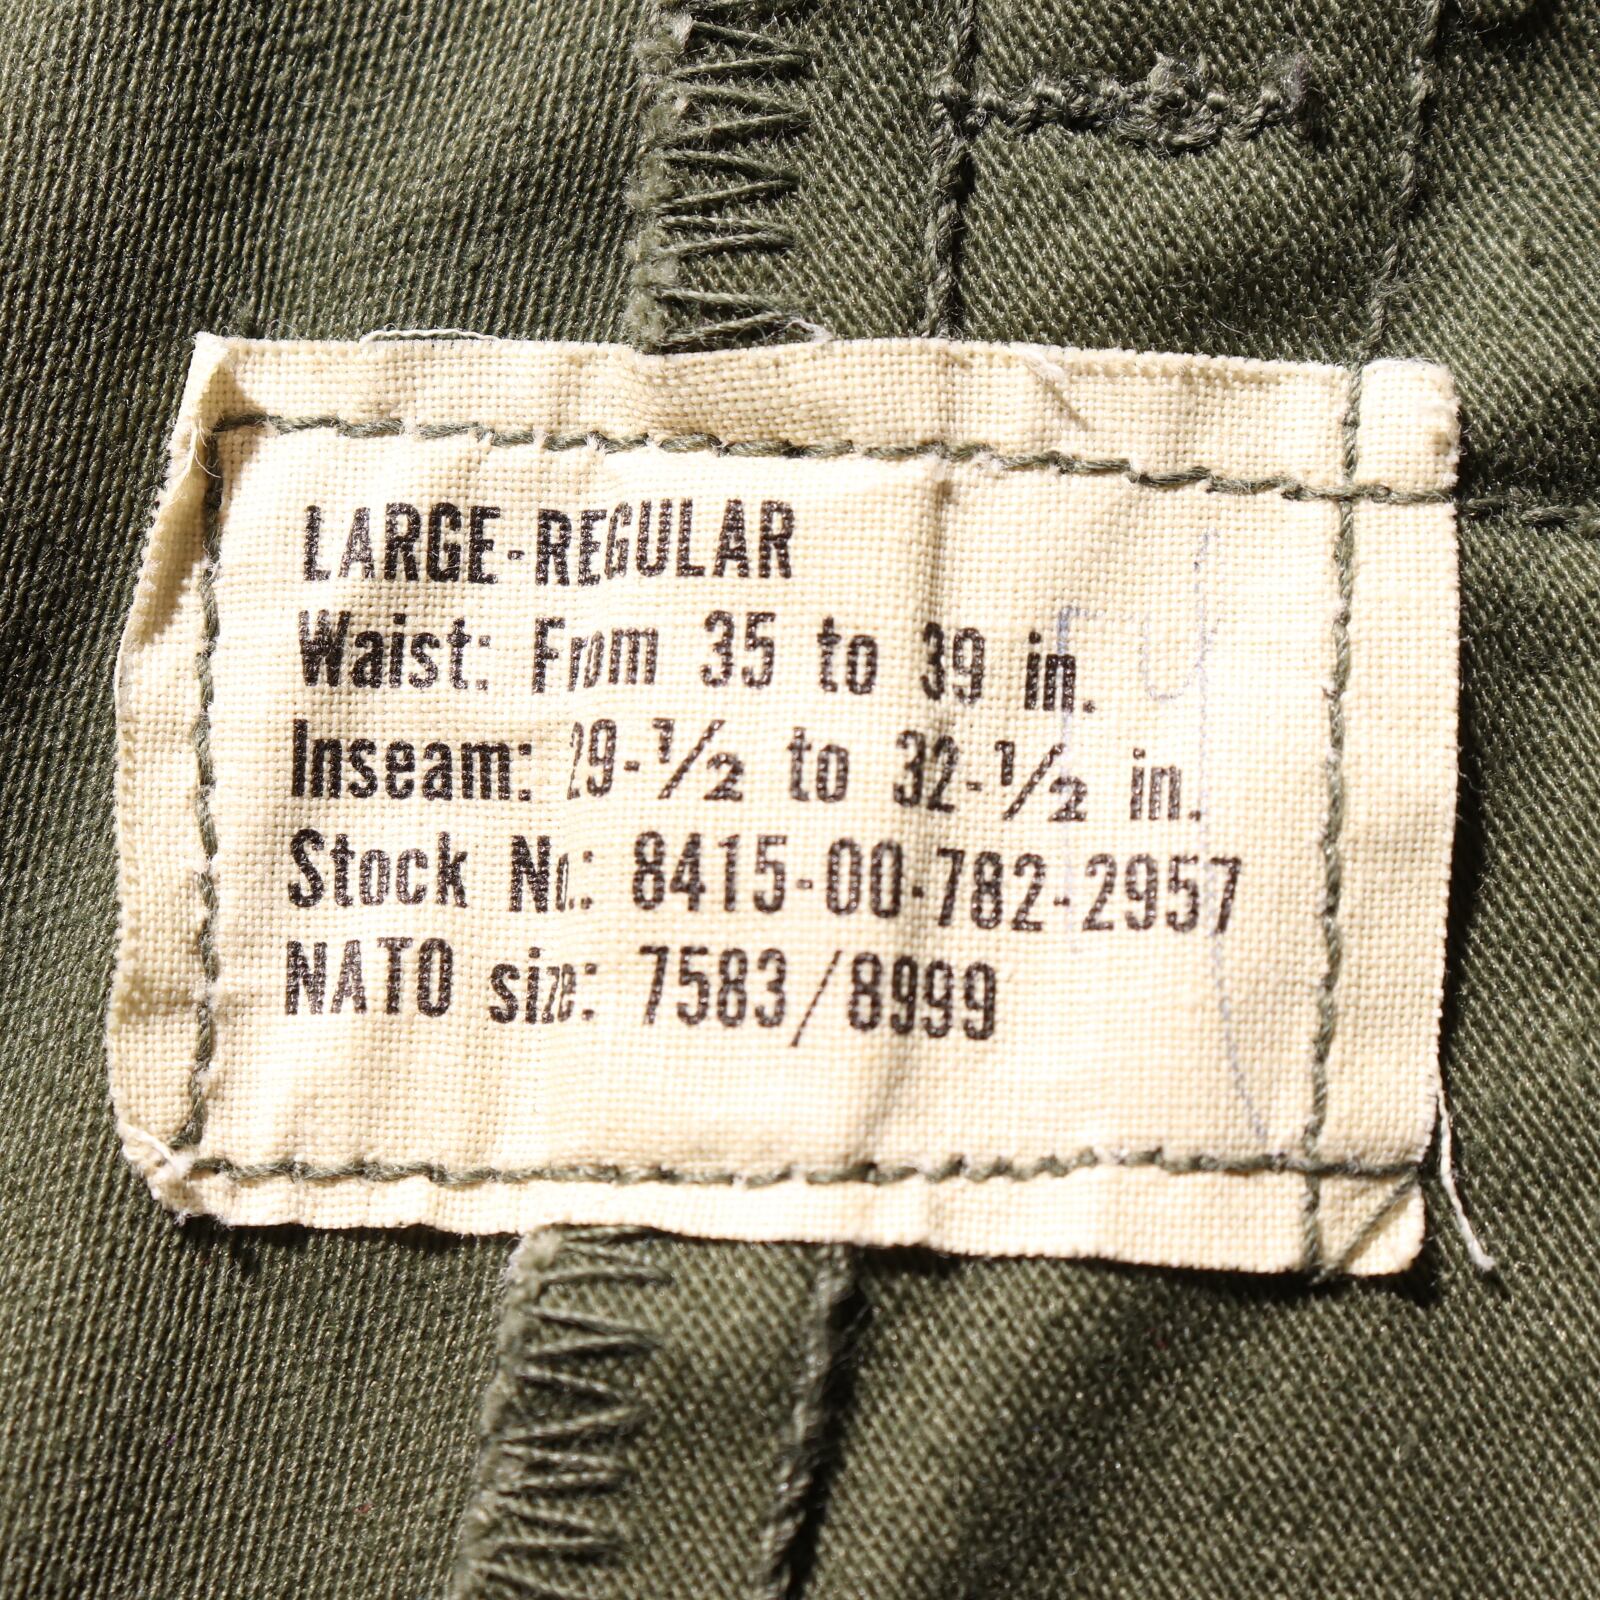 LARGE-REGULAR
Waist: From 35 to 39 in.
Inseam: 29-1/2 to 32-1/2 in.
Stock No.: 8415-00-782-2957
NATO size: 7583/8999